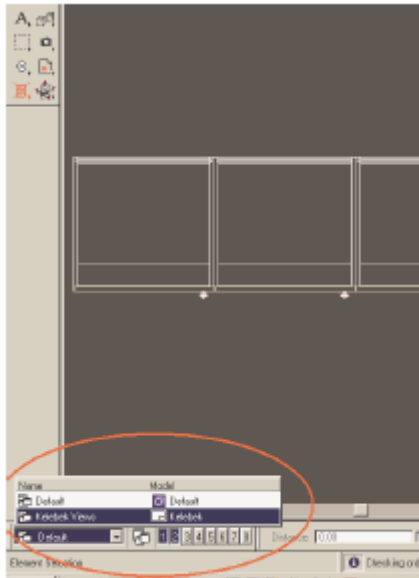 A
Name Model
Default Default
Kelebek Views Kelebek
Default 1 2 3 4 5 6 7 8 Distance 0.00
Element Selection Checking out